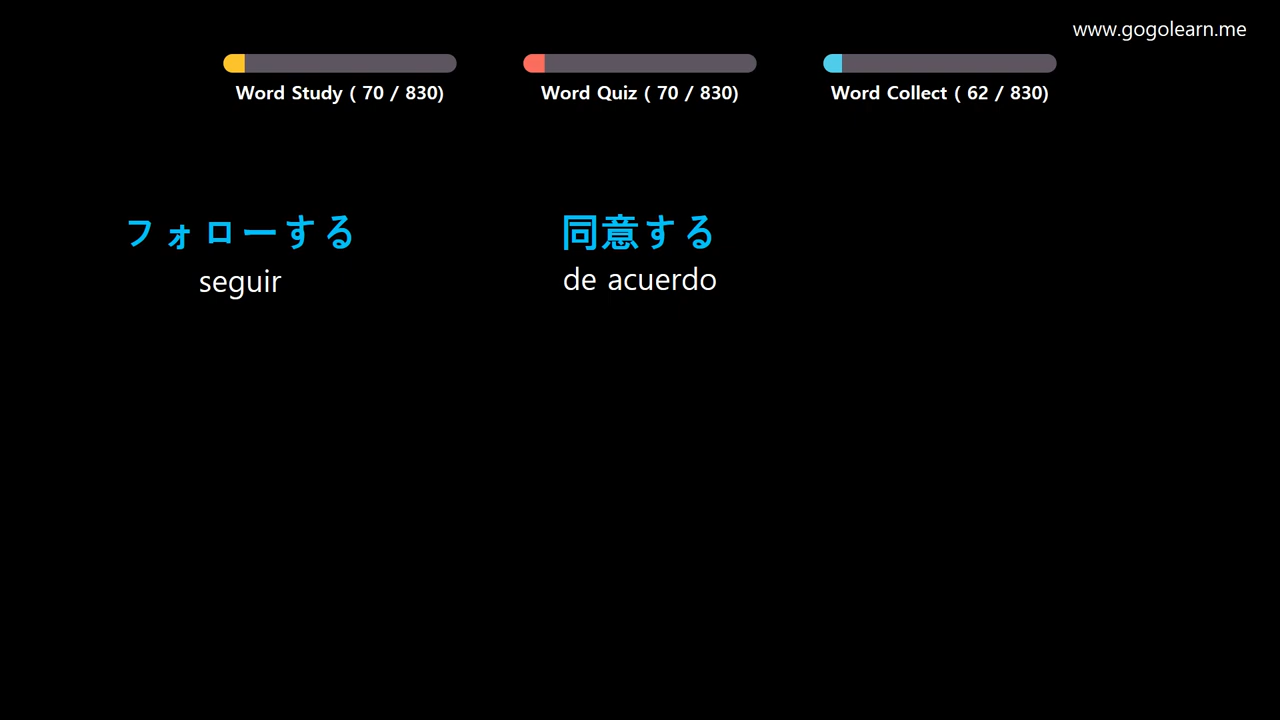 www.gogolearn.me
Word Study ( 70 / 830)
Word Quiz ( 70 / 830)
Word Collect ( 62 / 830)
フォローする
seguir
同意する
de acuerdo